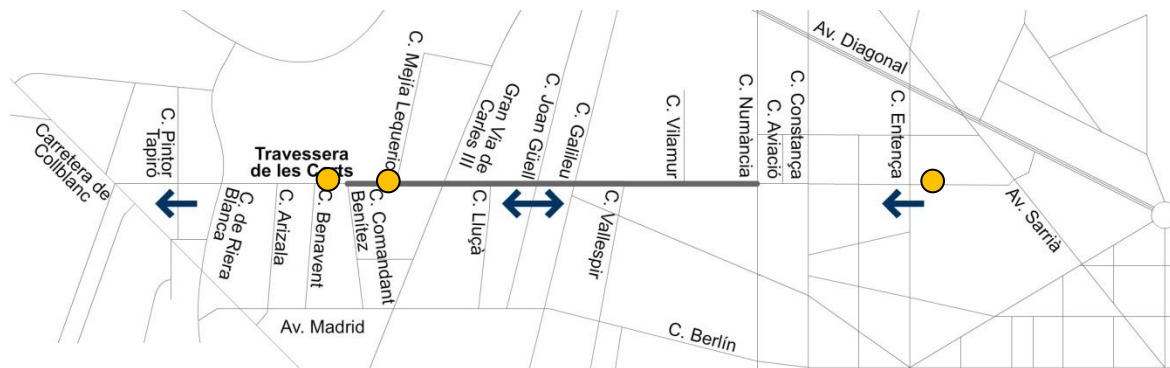 Carretera de
Collblanc
C. Pintor
Tapiró
C. de Riera
Blanca
Travessera
de les Corts
C. Arizala
C. Benavent
C. Comandant
Benítez
C. Mejía Lequerica
Gran Via de
Carles III
C. Lluçà
C. Joan Güell
C. Galileu
C. Vallespir
C. Vilamur
C. Numància
C. Aviació
C. Constança
C. Entença
Av. Diagonal
Av. Sarrià
Av. Madrid
C. Berlín